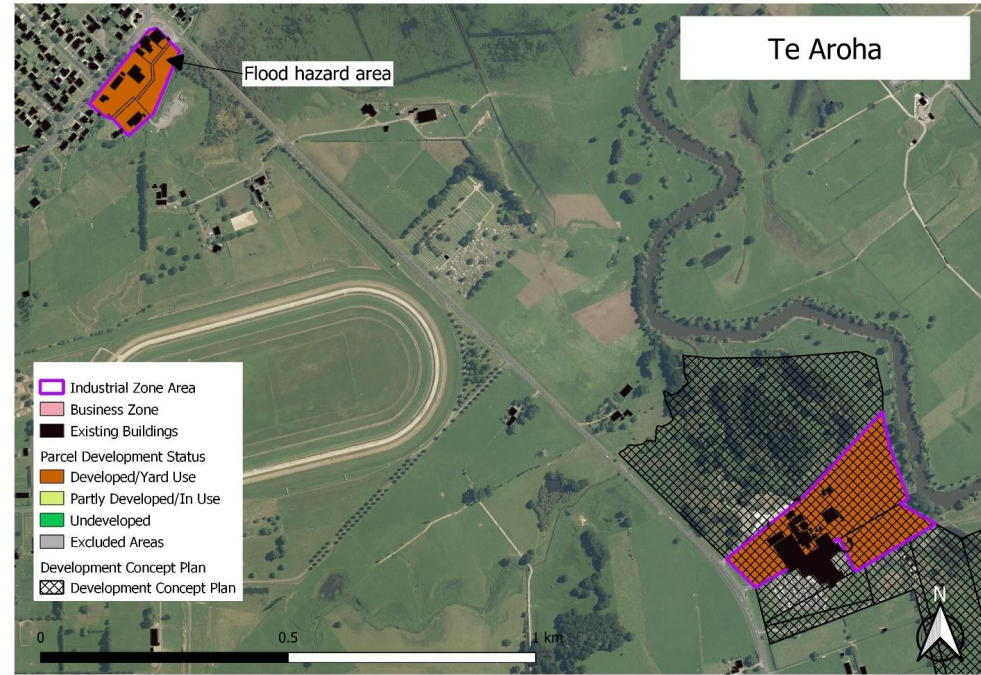 Te Aroha
Flood hazard area
Industrial Zone Area
Business Zone
Existing Buildings
Parcel Development Status
Developed/Yard Use
Partly Developed/In Use
Undeveloped
Excluded Areas
Development Concept Plan
Development Concept Plan
N
0 0.5 1 km